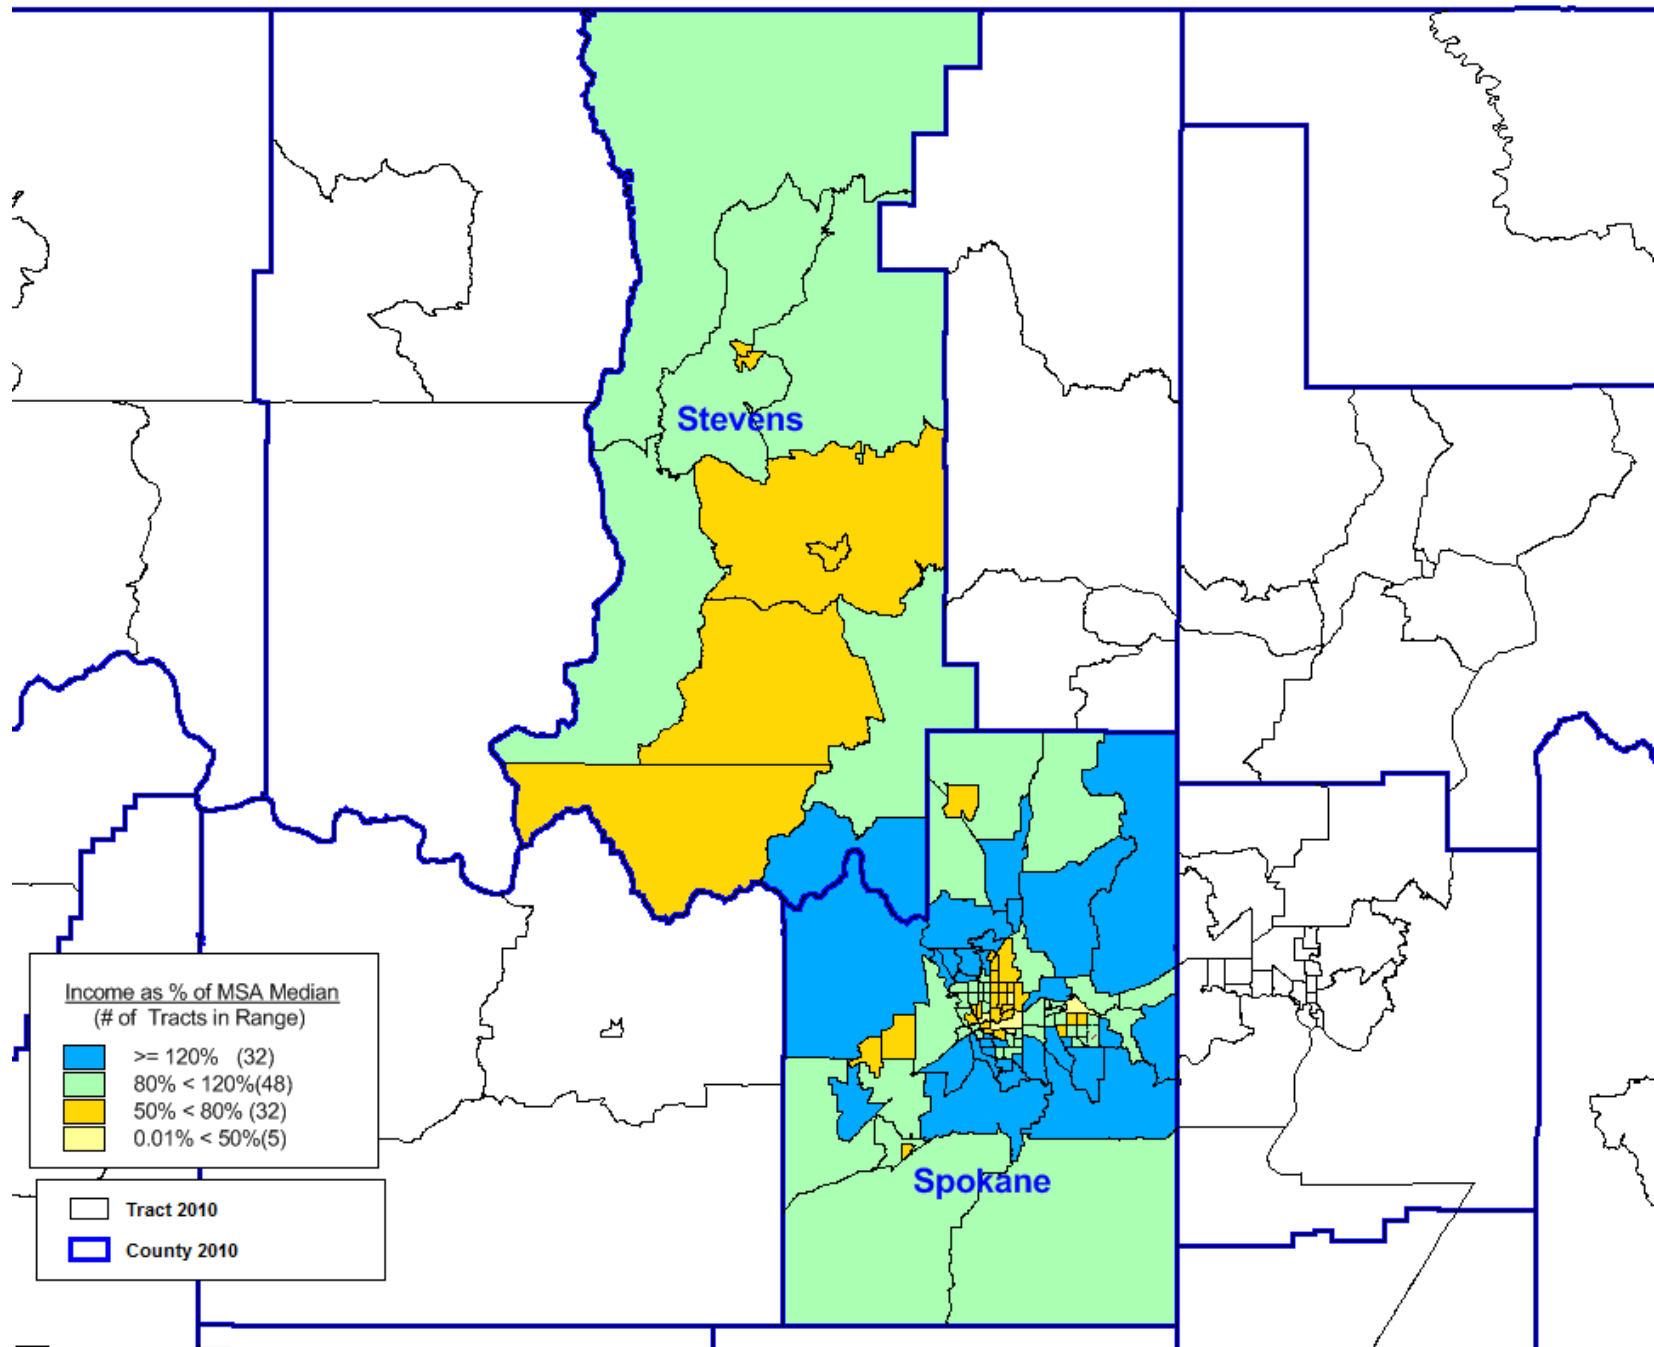 Stevens
Income as % of MSA Median
(# of Tracts in Range)
>= 120% (32)
80% < 120%(48)
50% < 80% (32)
0.01% < 50%(5)
Spokane
Tract 2010
County 2010